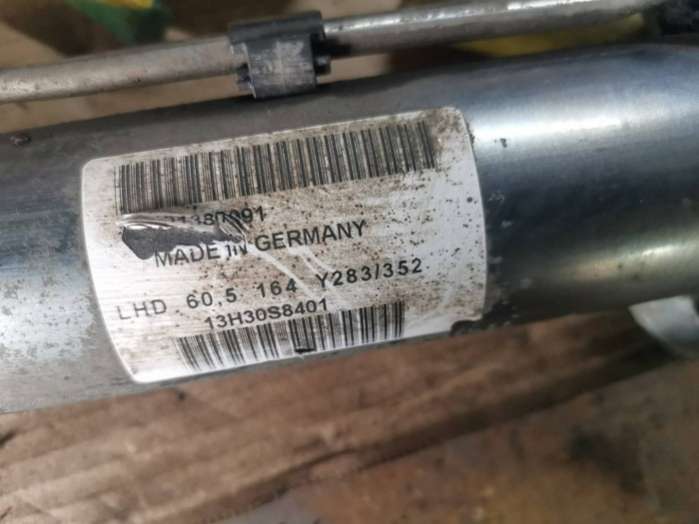 MADE IN GERMANY
LHD 60,5 164 Y283/352
13H30S8401